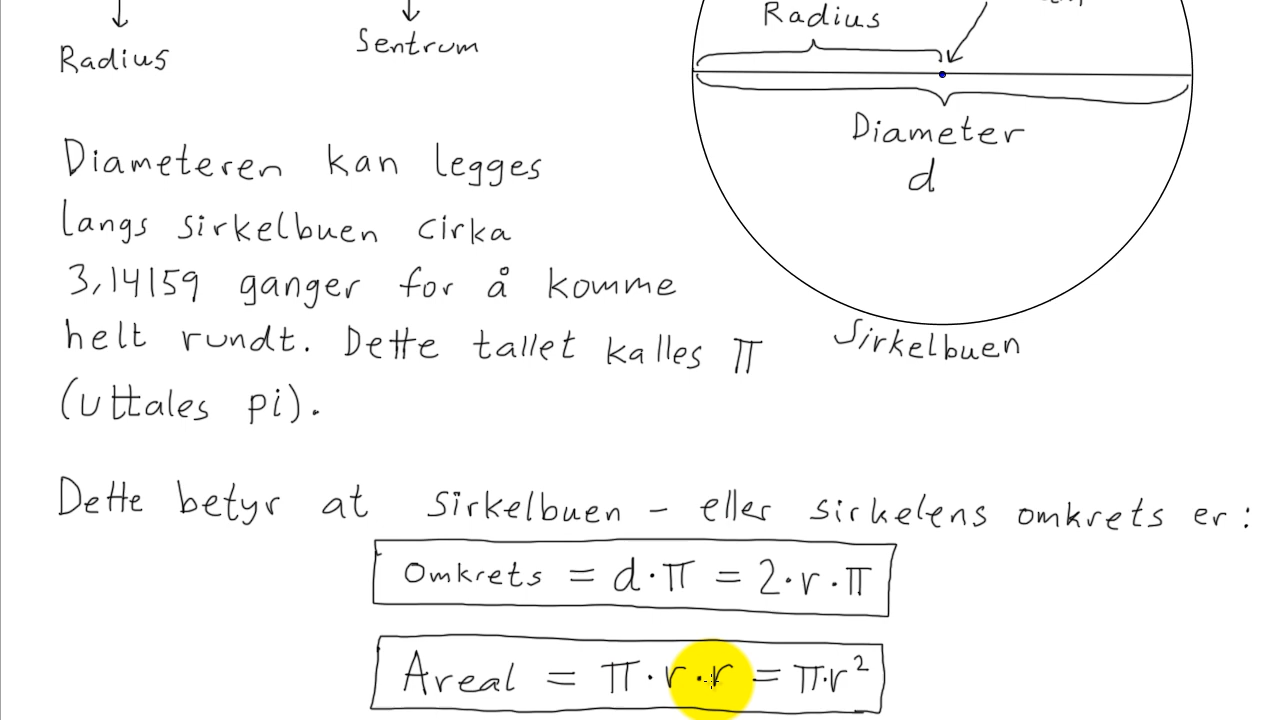 Radius
Sentrum
Radius
Diameter
d
Diameteren kan legges
langs sirkelbuen cirka
3,14159 ganger for å komme
helt rundt. Dette tallet kalles π
(uttales pi).
Sirkelbuen
Dette betyr at sirkelbuen - eller sirkelens omkrets er:
Omkrets = d·π = 2·r·π
Areal = π·r·r = π·r²